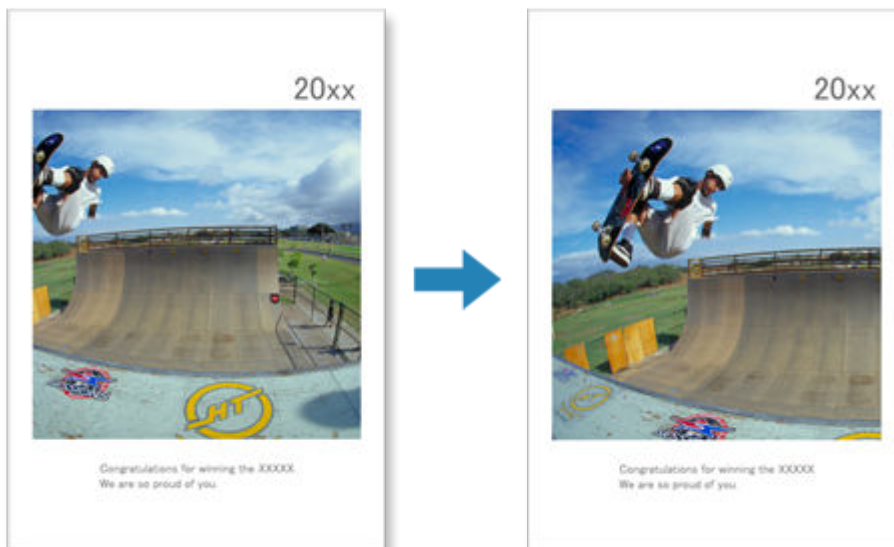 20xx
HT
Congratulations for winning the XXXXX
We are so proud of you.
20xx
Congratulations for winning the XXXXX
We are so proud of you.